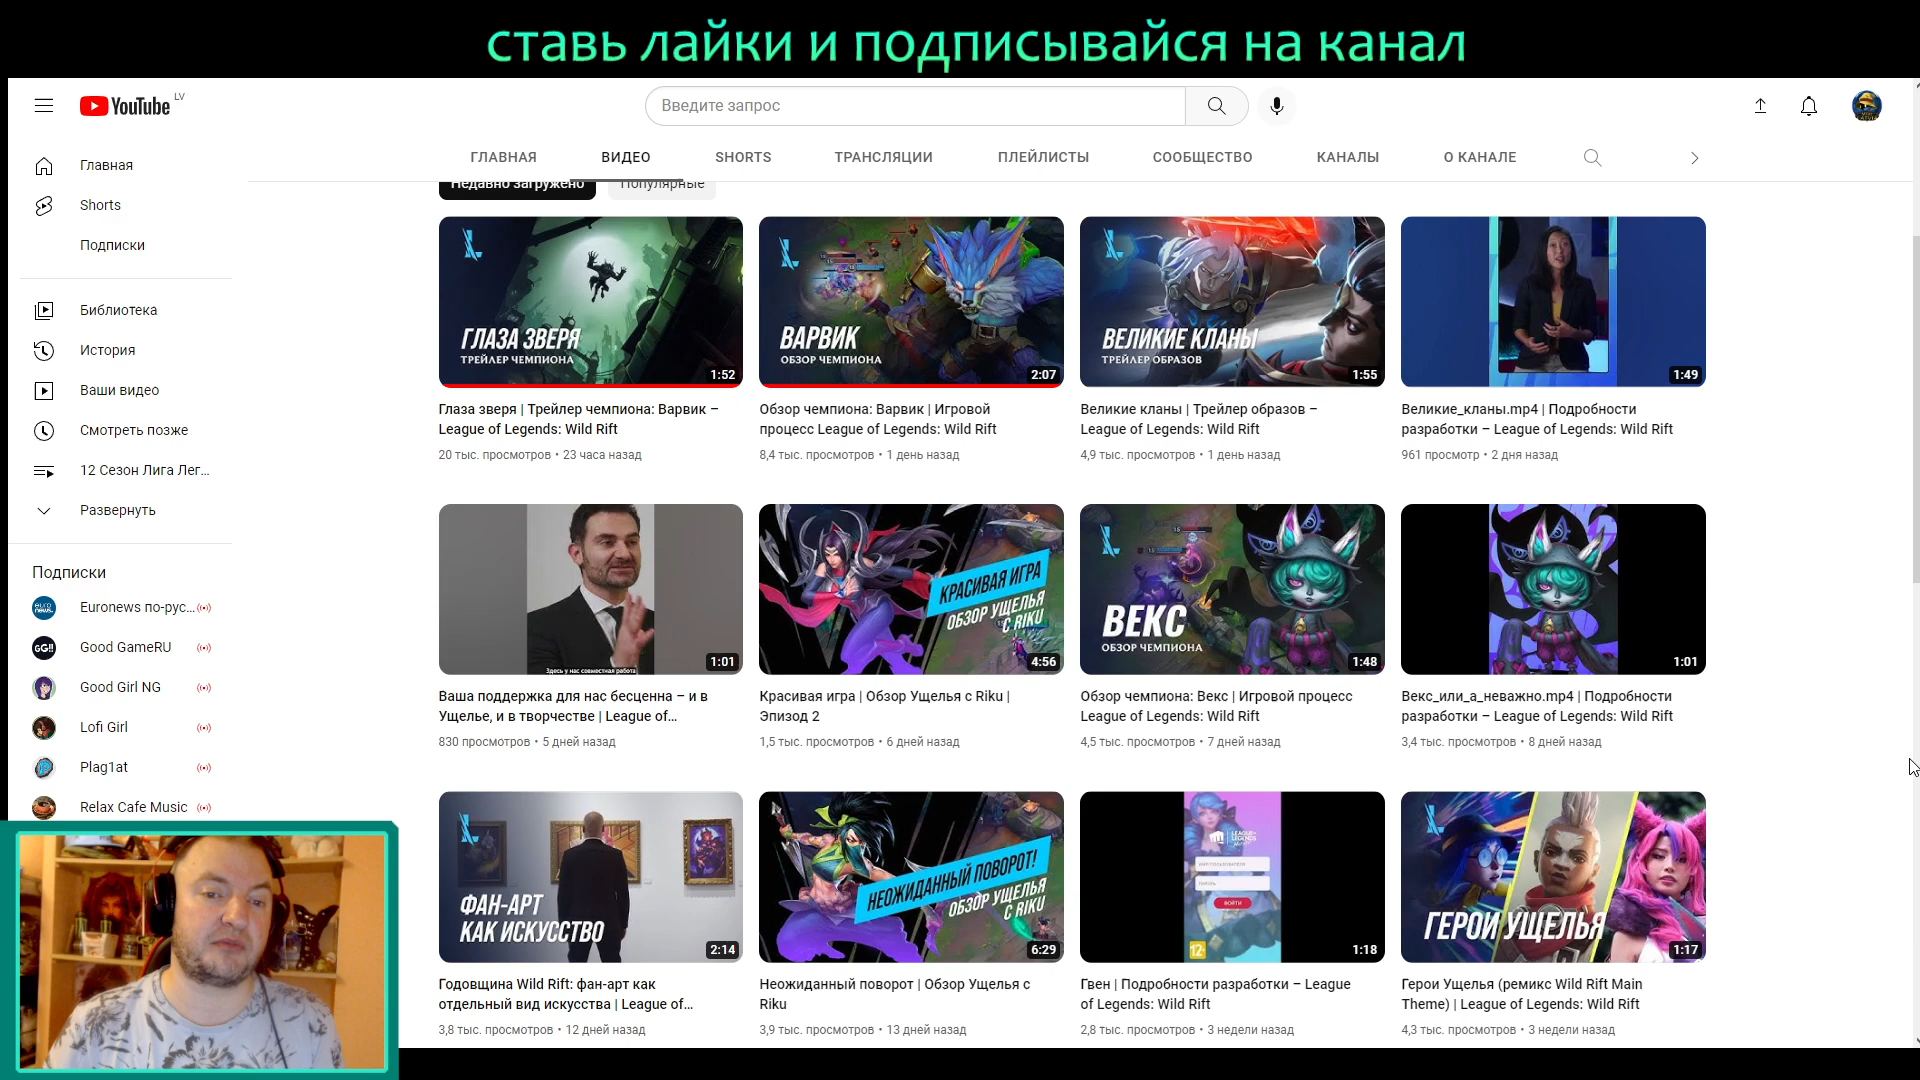 ставь лайки и подписывайся на канал
YouTube LV
Введите запрос
ГЛАВНАЯ
ВИДЕО
SHORTS
ТРАНСЛЯЦИИ
ПЛЕЙЛИСТЫ
СООБЩЕСТВО
КАНАЛЫ
О КАНАЛЕ
Главная
Shorts
Подписки
Библиотека
История
Ваши видео
Смотреть позже
12 Сезон Лига Лег...
Развернуть
Подписки
Euronews по-рус...
Good GameRU
Good Girl NG
Lofi Girl
Plag1at
Relax Cafe Music
Недавно загружено
Популярные
ГЛАЗА ЗВЕРЯ
ТРЕЙЛЕР ЧЕМПИОНА
1:52
Глаза зверя | Трейлер чемпиона: Варвик –
League of Legends: Wild Rift
20 тыс. просмотров • 23 часа назад
ВАРВИК
ОБЗОР ЧЕМПИОНА
2:07
Обзор чемпиона: Варвик | Игровой
процесс League of Legends: Wild Rift
8,4 тыс. просмотров • 1 день назад
ВЕЛИКИЕ КЛАНЫ
ТРЕЙЛЕР ОБРАЗОВ
1:55
Великие кланы | Трейлер образов –
League of Legends: Wild Rift
4,9 тыс. просмотров • 1 день назад
1:49
Великие_кланы.mp4 | Подробности
разработки – League of Legends: Wild Rift
961 просмотр • 2 дня назад
Здесь у нас совместная работа
1:01
Ваша поддержка для нас бесценна – и в
Ущелье, и в творчестве | League of...
830 просмотров • 5 дней назад
КРАСИВАЯ ИГРА
ОБЗОР УЩЕЛЬЯ
С RIKU
4:56
Красивая игра | Обзор Ущелья с Riku |
Эпизод 2
1,5 тыс. просмотров • 6 дней назад
ВЕКС
ОБЗОР ЧЕМПИОНА
1:48
Обзор чемпиона: Векс | Игровой процесс
League of Legends: Wild Rift
4,5 тыс. просмотров • 7 дней назад
1:01
Векс_или_а_неважно.mp4 | Подробности
разработки – League of Legends: Wild Rift
3,4 тыс. просмотров • 8 дней назад
ФАН-АРТ
КАК ИСКУССТВО
2:14
Годовщина Wild Rift: фан-арт как
отдельный вид искусства | League of...
3,8 тыс. просмотров • 12 дней назад
НЕОЖИДАННЫЙ ПОВОРОТ!
ОБЗОР УЩЕЛЬЯ
С RIKU
6:29
Неожиданный поворот | Обзор Ущелья с
Riku
3,9 тыс. просмотров • 13 дней назад
ВОЙТИ
12+
1:18
Гвен | Подробности разработки – League
of Legends: Wild Rift
2,8 тыс. просмотров • 3 недели назад
ГЕРОИ УЩЕЛЬЯ
1:17
Герои Ущелья (ремикс Wild Rift Main
Theme) | League of Legends: Wild Rift
4,3 тыс. просмотров • 3 недели назад